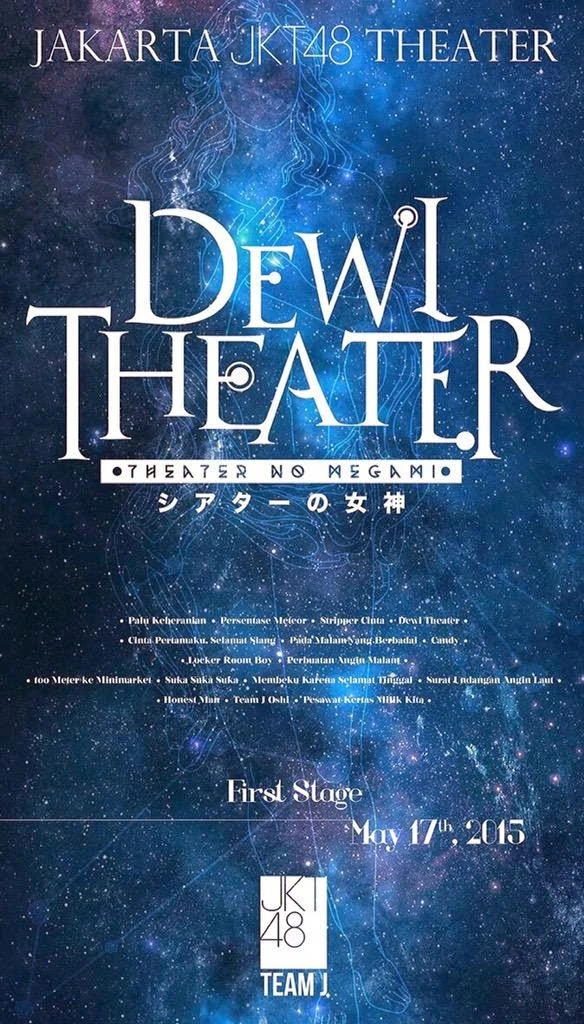 JAKARTA JKT48 THEATER
DEWI
THEATER
•THEATER NO MEGAMI•
シアターの女神
• Palu Keberanian • Persentase Meteor • Stripper Cinta • Dewi Theater •
• Cinta Pertamaku, Selamat Siang • Pada Malam Yang Berbadai • Candy •
• Locker Room Boy • Perbuatan Angin Malam •
• 100 Meter ke Minimarket • Suka Suka Suka • Membeku Karena Selamat Tinggal • Surat Undangan Angin Laut •
• Honest Man • Team J Oshi • Pesawat Kertas Milik Kita •
First Stage
May 17th, 2015
JKT
48
TEAM J